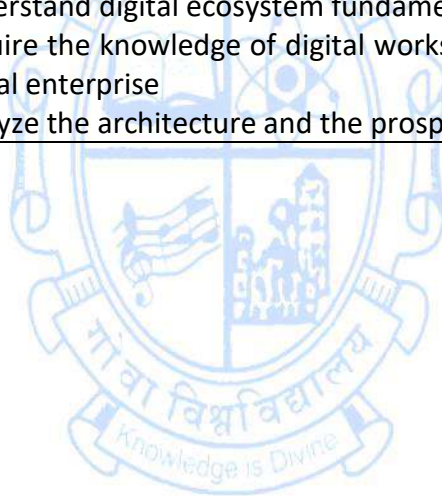 erstand digital ecosystem fundame
uire the knowledge of digital works
al enterprise
yze the architecture and the prosp
गोंवा विश्वविद्यालय
Knowledge is Divine